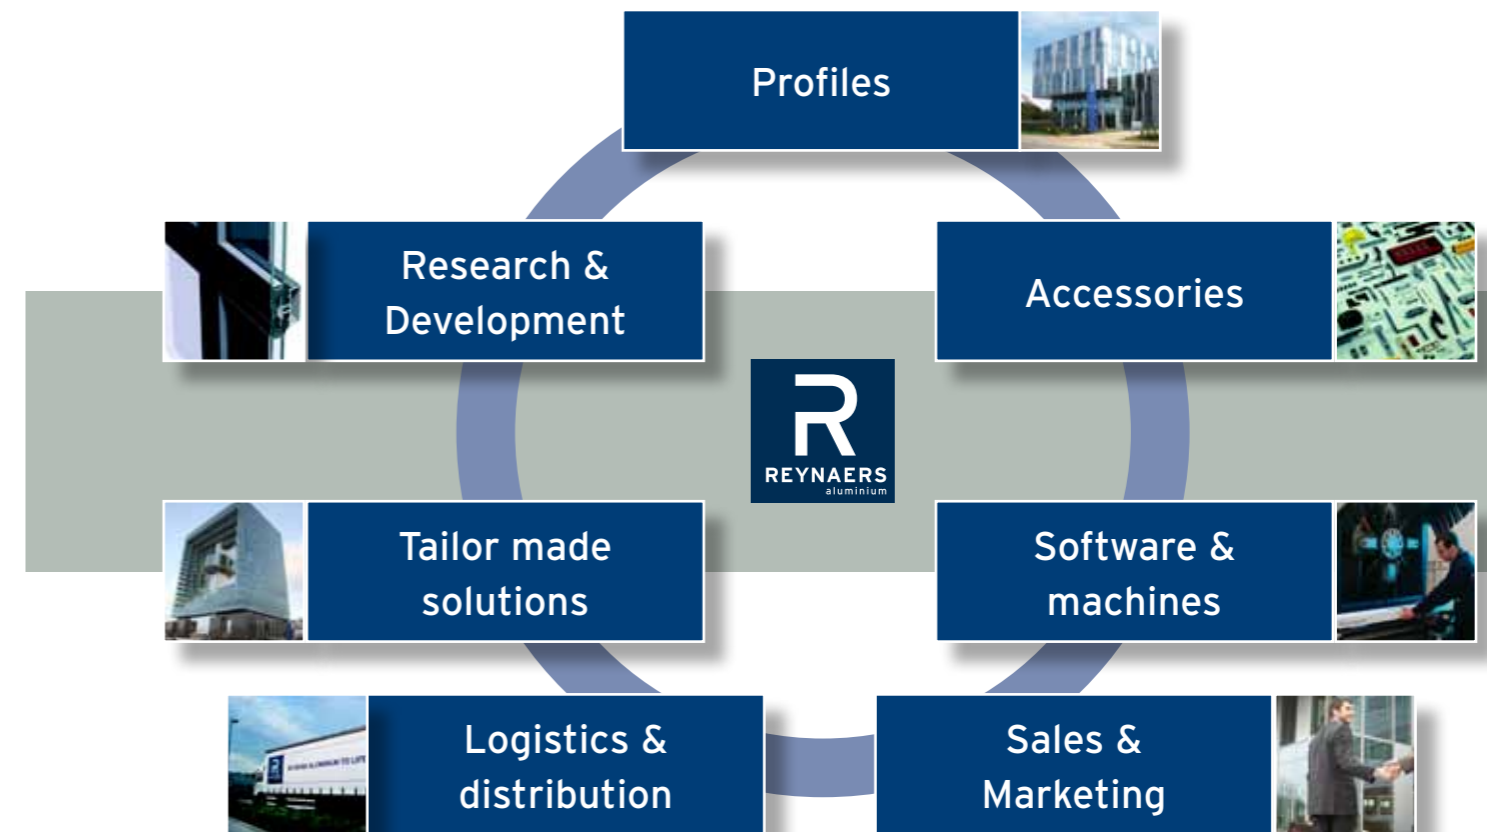 Profiles
Research &
Development
Accessories
REYNAERS
aluminium
Tailor made
solutions
Software &
machines
Logistics &
distribution
Sales &
Marketing